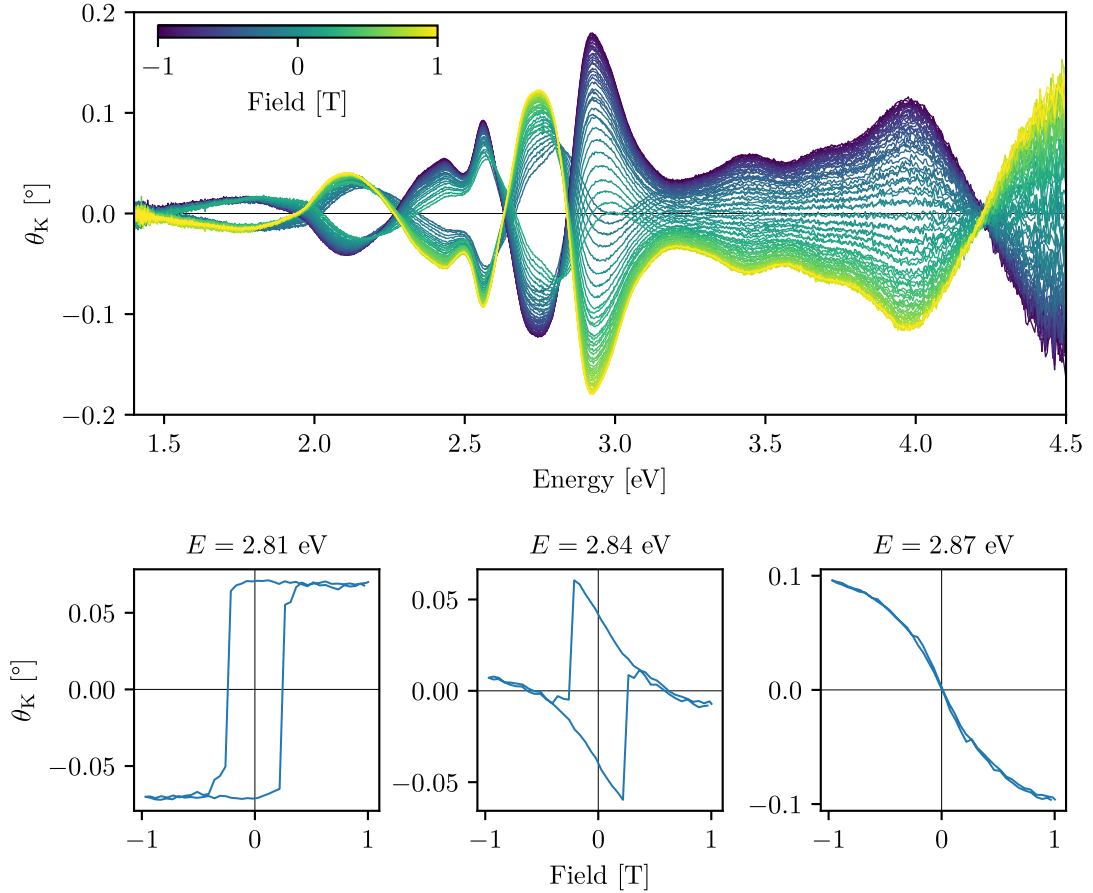 0.2
0.1
0.0
−0.1
−0.2
θK [°]
−1 0 1
Field [T]
1.5 2.0 2.5 3.0 3.5 4.0 4.5
Energy [eV]
E = 2.81 eV
E = 2.84 eV
E = 2.87 eV
θK [°]
0.05
0.00
−0.05
−1 0 1
0.05
0.00
−0.05
−1 0 1
0.1
0.0
−0.1
−1 0 1
Field [T]